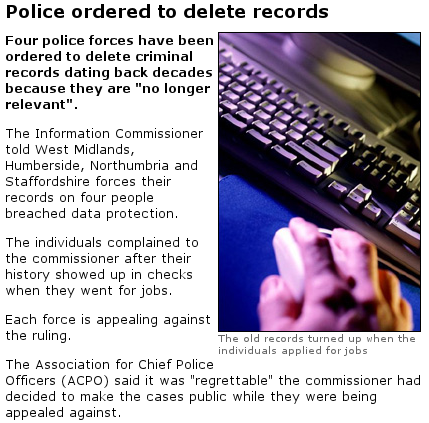 Police ordered to delete records
Four police forces have been
ordered to delete criminal
records dating back decades
because they are "no longer
relevant".
The Information Commissioner
told West Midlands,
Humberside, Northumbria and
Staffordshire forces their
records on four people
breached data protection.
The individuals complained to
the commissioner after their
history showed up in checks
when they went for jobs.
Each force is appealing against
the ruling.
The old records turned up when the
individuals applied for jobs
The Association for Chief Police
Officers (ACPO) said it was "regrettable" the commissioner had
decided to make the cases public while they were being
appealed against.